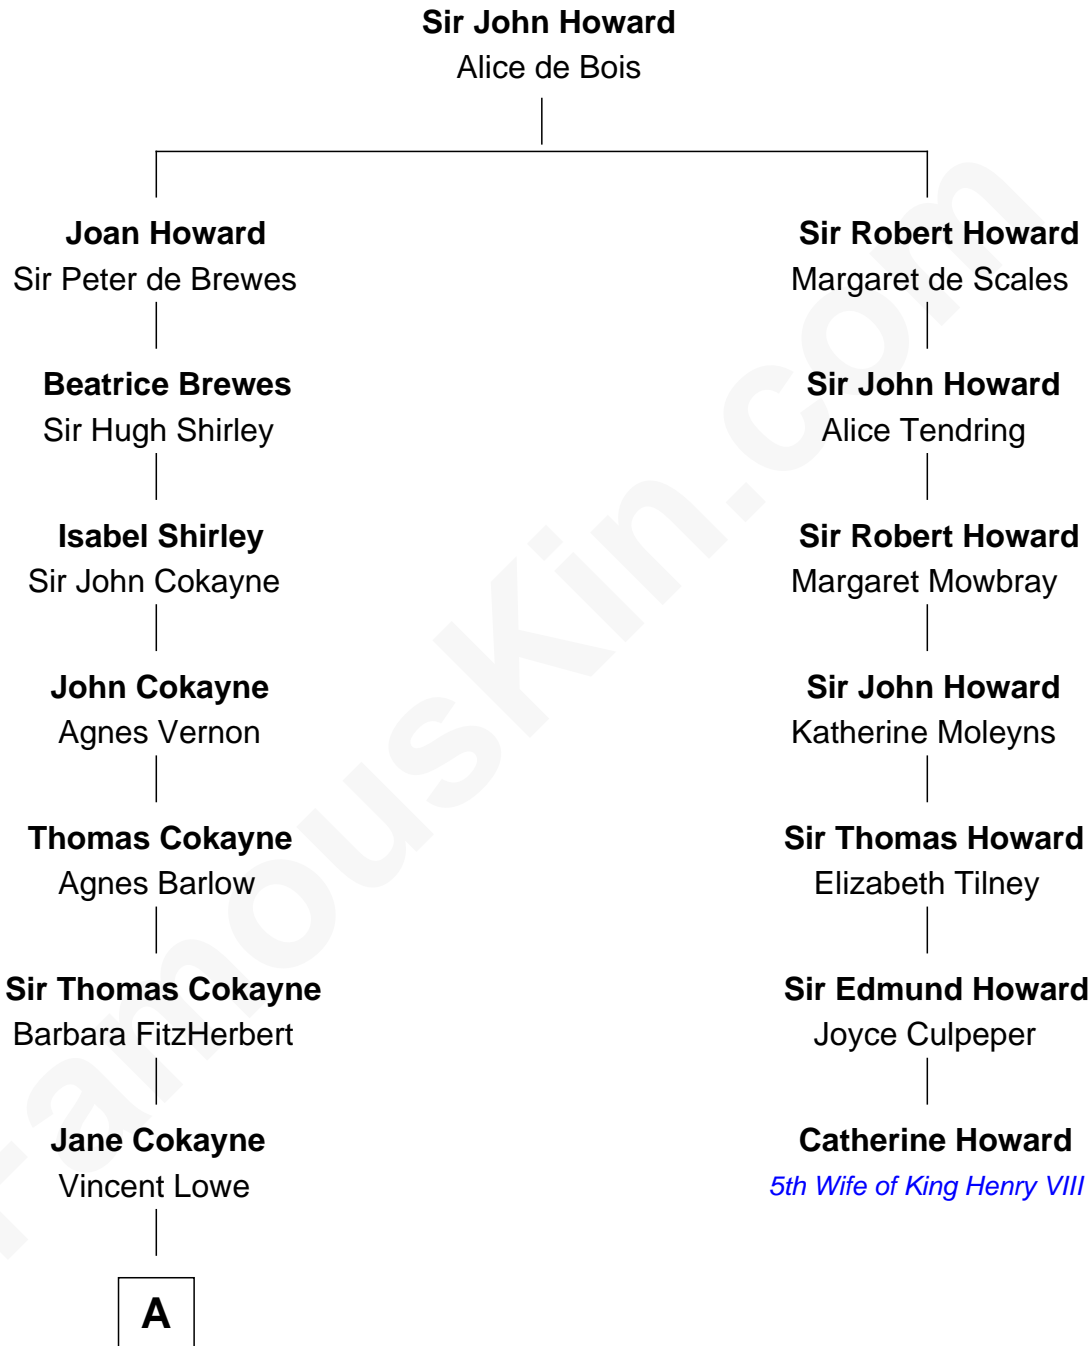 Sir John Howard
Alice de Bois
Joan Howard
Sir Peter de Brewes
Sir Robert Howard
Margaret de Scales
Beatrice Brewes
Sir Hugh Shirley
Sir John Howard
Alice Tendring
Isabel Shirley
Sir John Cokayne
Sir Robert Howard
Margaret Mowbray
John Cokayne
Agnes Vernon
Sir John Howard
Katherine Moleyns
Thomas Cokayne
Agnes Barlow
Sir Thomas Howard
Elizabeth Tilney
Sir Thomas Cokayne
Barbara FitzHerbert
Sir Edmund Howard
Joyce Culpeper
Jane Cokayne
Vincent Lowe
Catherine Howard
5th Wife of King Henry VIII
A
FamousKin.com